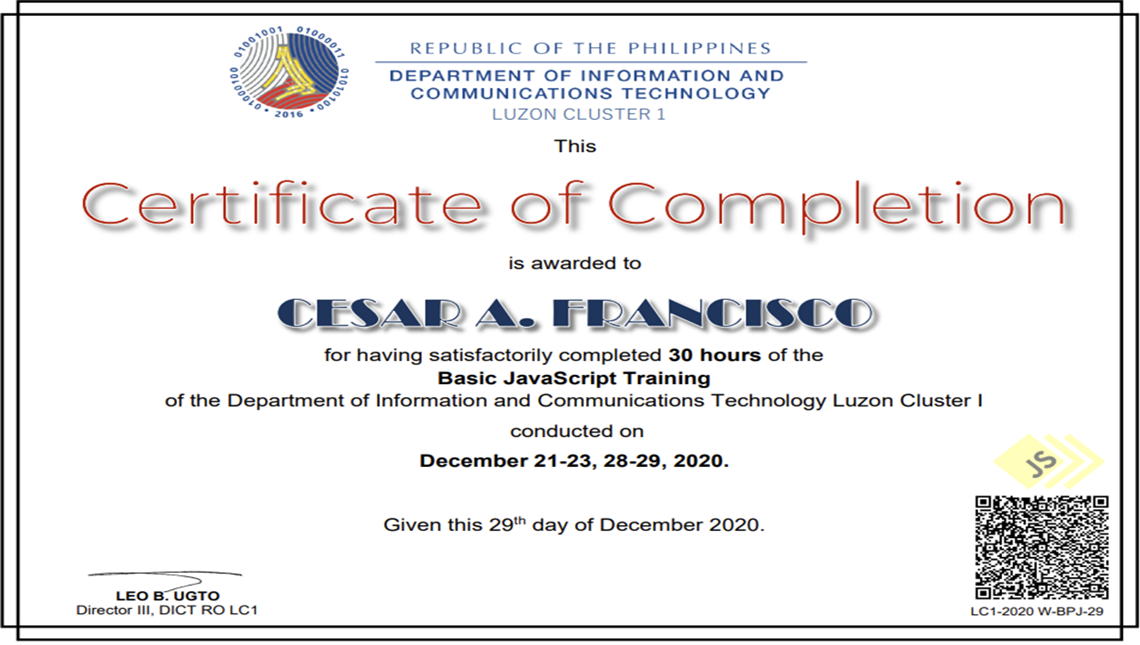 01001001 01000011
01000100
01010100
01000 • 2016 • 00
REPUBLIC OF THE PHILIPPINES
DEPARTMENT OF INFORMATION AND
COMMUNICATIONS TECHNOLOGY
LUZON CLUSTER 1
This
Certificate of Completion
is awarded to
CESAR A. FRANCISCO
for having satisfactorily completed 30 hours of the
Basic JavaScript Training
of the Department of Information and Communications Technology Luzon Cluster I
conducted on
December 21-23, 28-29, 2020.
JS
Given this 29th day of December 2020.
LEO B. UGTO
Director III, DICT RO LC1
LC1-2020 W-BPJ-29